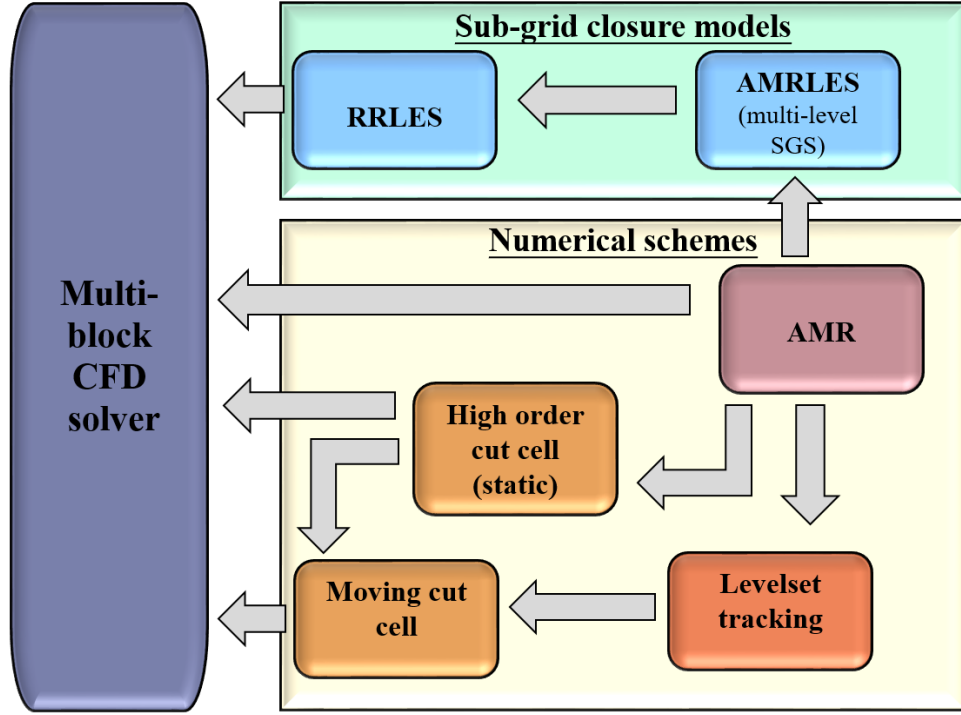 Multi-
block
CFD
solver
Sub-grid closure models
RRLES
AMRLES
(multi-level
SGS)
Numerical schemes
AMR
High order
cut cell
(static)
Moving cut
cell
Levelset
tracking